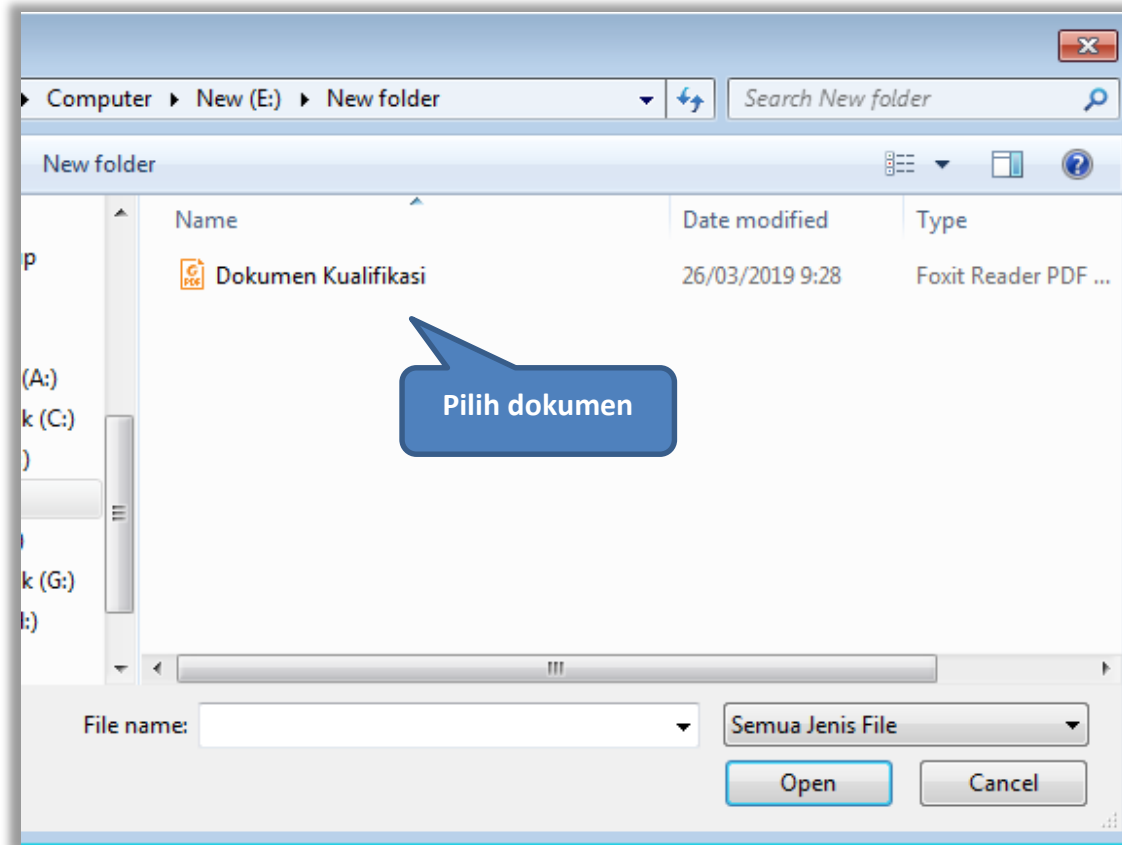 Computer ▸ New (E:) ▸ New folder
Search New folder
New folder
Name Date modified Type
p
Dokumen Kualifikasi 26/03/2019 9:28 Foxit Reader PDF ...
(A:)
k (C:)
Pilih dokumen
)
k (G:)
File name: Semua Jenis File
Open Cancel